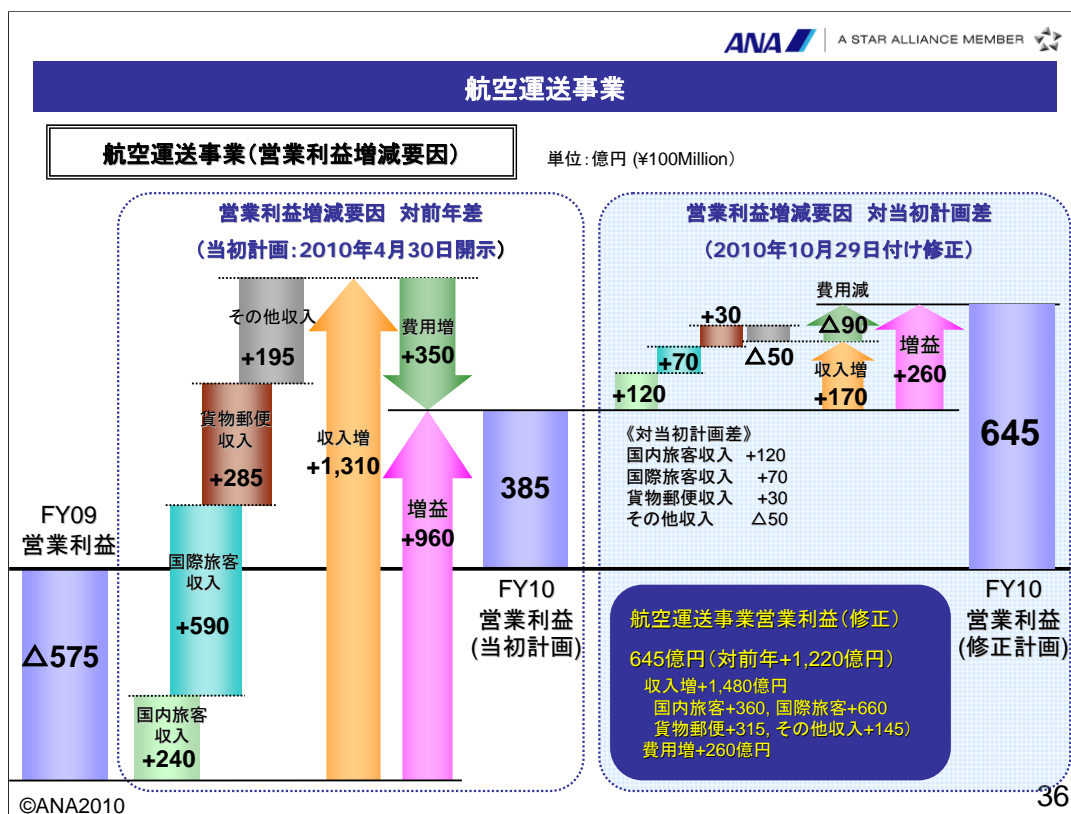 ANA A STAR ALLIANCE MEMBER
航空運送事業
航空運送事業(営業利益増減要因)
単位:億円 (¥100Million)
営業利益増減要因 対前年差
(当初計画:2010年4月30日開示)
その他収入
+195
貨物郵便
収入
+285
国際旅客
収入
+590
国内旅客
収入
+240
収入増
+1,310
費用増
+350
増益
+960
FY09
営業利益
△575
385
FY10
営業利益
(当初計画)
営業利益増減要因 対当初計画差
(2010年10月29日付け修正)
+120
+70
+30
△50
費用減
△90
収入増
+170
増益
+260
645
《対当初計画差》
国内旅客収入 +120
国際旅客収入 +70
貨物郵便収入 +30
その他収入 △50
FY10
営業利益
(修正計画)
航空運送事業営業利益(修正)
645億円(対前年+1,220億円)
収入増+1,480億円
国内旅客+360, 国際旅客+660
貨物郵便+315, その他収入+145)
費用増+260億円
©ANA2010
36